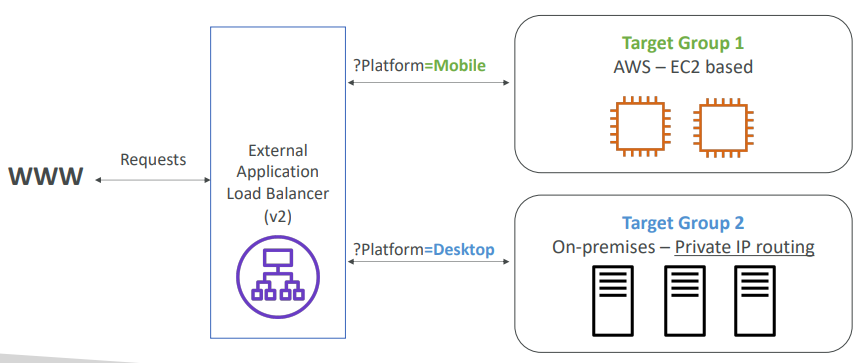 WWW
Requests
External
Application
Load Balancer
(v2)
?Platform=Mobile
?Platform=Desktop
Target Group 1
AWS – EC2 based
Target Group 2
On-premises – Private IP routing